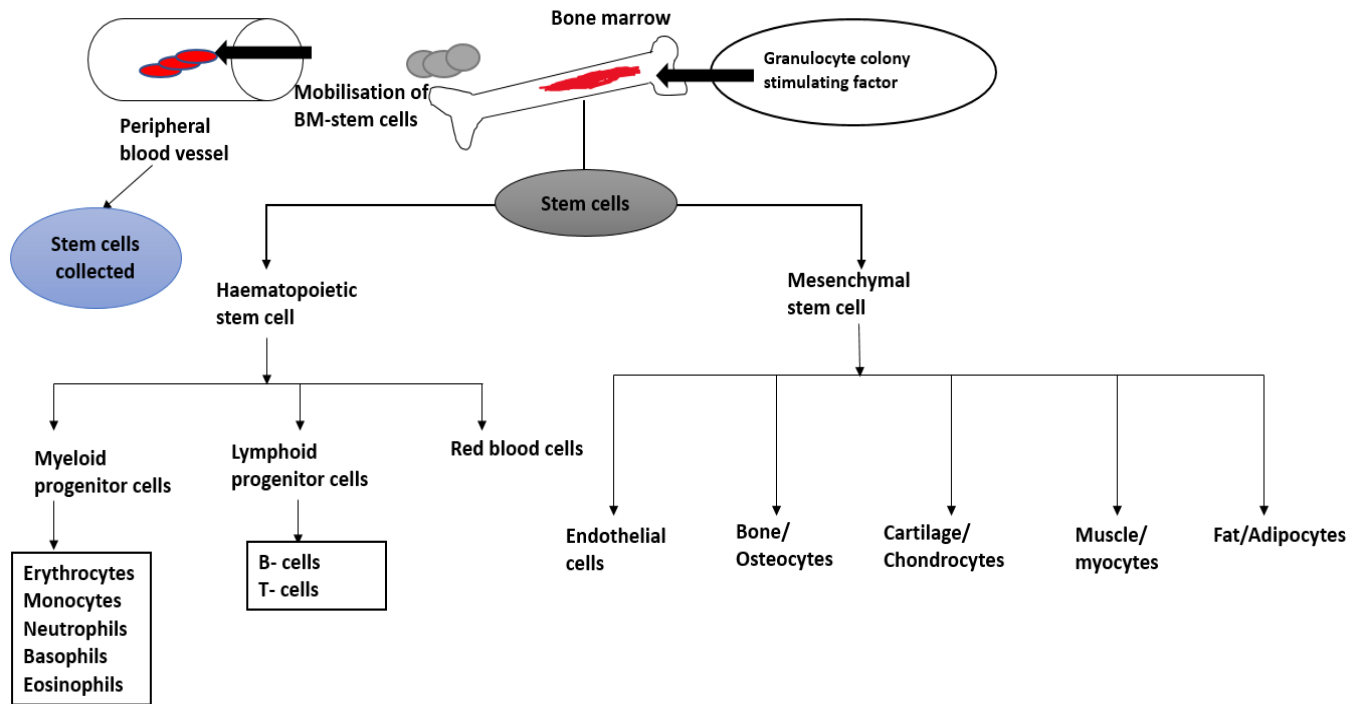 Bone marrow
Granulocyte colony
stimulating factor
Mobilisation of
BM-stem cells
Peripheral
blood vessel
Stem cells
collected
Stem cells
Haematopoietic
stem cell
Mesenchymal
stem cell
Myeloid
progenitor cells
Lymphoid
progenitor cells
Red blood cells
Erythrocytes
Monocytes
Neutrophils
Basophils
Eosinophils
B- cells
T- cells
Endothelial
cells
Bone/
Osteocytes
Cartilage/
Chondrocytes
Muscle/
myocytes
Fat/Adipocytes